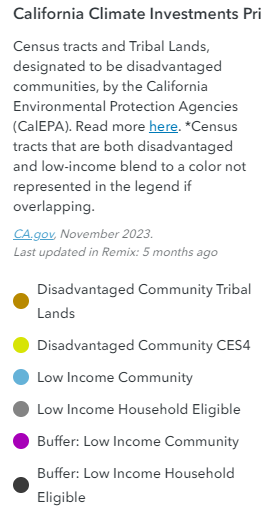 California Climate Investments Pri
Census tracts and Tribal Lands,
designated to be disadvantaged
communities, by the California
Environmental Protection Agencies
(CalEPA). Read more here. *Census
tracts that are both disadvantaged
and low-income blend to a color not
represented in the legend if
overlapping.
CA.gov, November 2023.
Last updated in Remix: 5 months ago
Disadvantaged Community Tribal
Lands
Disadvantaged Community CES4
Low Income Community
Low Income Household Eligible
Buffer: Low Income Community
Buffer: Low Income Household
Eligible